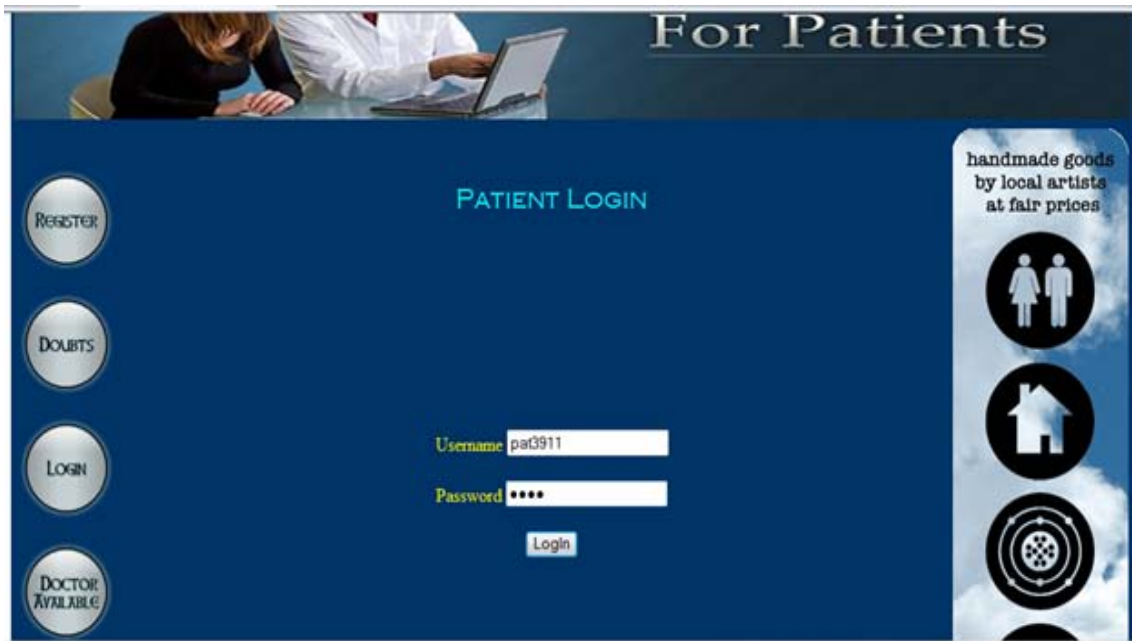 For Patients
handmade goods
by local artists
at fair prices
PATIENT LOGIN
REGISTER
DOUBTS
LOGIN
DOCTOR
AVAILABLE
Username pat3911
Password ••••
LogIn